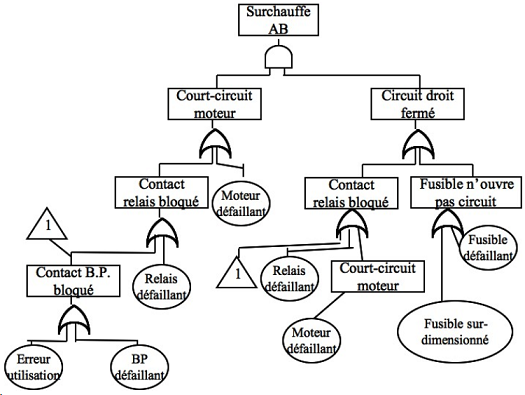 Surchauffe
AB
Court-circuit
moteur
Circuit droit
fermé
Contact
relais bloqué
Moteur
défaillant
Contact
relais bloqué
Fusible n'ouvre
pas circuit
1
Contact B.P.
bloqué
Relais
défaillant
1
Relais
défaillant
Court-circuit
moteur
Fusible
défaillant
Moteur
défaillant
Fusible sur-
dimensionné
Erreur
utilisation
BP
défaillant